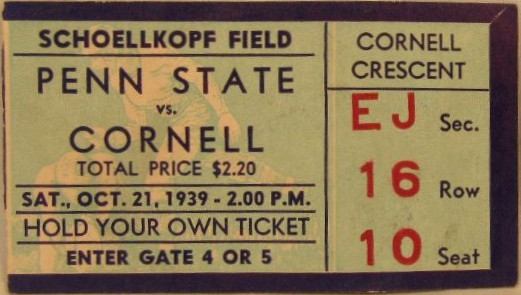 SCHOELLKOPF FIELD
PENN STATE
vs.
CORNELL
TOTAL PRICE $2.20
SAT., OCT. 21, 1939 - 2.00 P.M.
HOLD YOUR OWN TICKET
ENTER GATE 4 OR 5
CORNELL
CRESCENT
EJ Sec.
16 Row
10 Seat